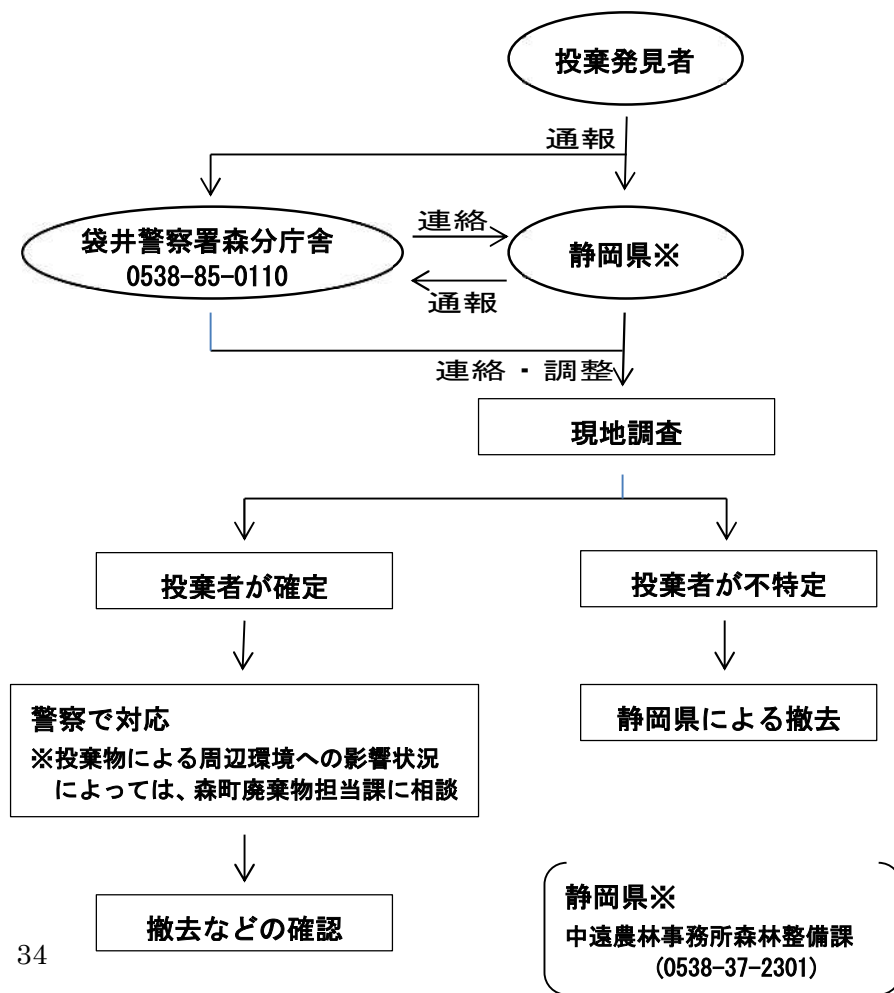 投棄発見者
通報
袋井警察署森分庁舎
0538-85-0110
連絡
静岡県※
通報
連絡・調整
現地調査
投棄者が確定
投棄者が不特定
警察で対応
※投棄物による周辺環境への影響状況
によっては、森町廃棄物担当課に相談
静岡県による撤去
撤去などの確認
静岡県※
中遠農林事務所森林整備課
(0538-37-2301)
34